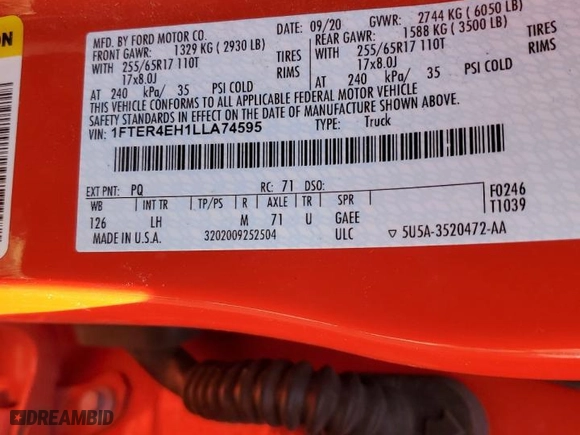 ON
MFD. BY FORD MOTOR CO.
DATE: 09/20 GVWR: 2744 KG ( 6050 LB)
FRONT GAWR: 1329 KG ( 2930 LB) REAR GAWR: 1588 KG ( 3500 LB)
WITH 255/65R17 110T TIRES WITH 255/65R17 110T TIRES
17x8.0J RIMS 17x8.0J RIMS
AT 240 kPa/ 35 PSI COLD AT 240 kPa/ 35 PSI COLD
THIS VEHICLE CONFORMS TO ALL APPLICABLE FEDERAL MOTOR VEHICLE
SAFETY STANDARDS IN EFFECT ON THE DATE OF MANUFACTURE SHOWN ABOVE.
VIN: 1FTER4EH1LLA74595 TYPE: Truck
EXT PNT: PQ RC: 71 DSO: F0246
WB INT TR TP/PS R AXLE TR SPR T1039
126 LH M 71 U GAEE
MADE IN U.S.A. 3202009252504 ULC ▽ 5U5A-3520472-AA
DREAMBID